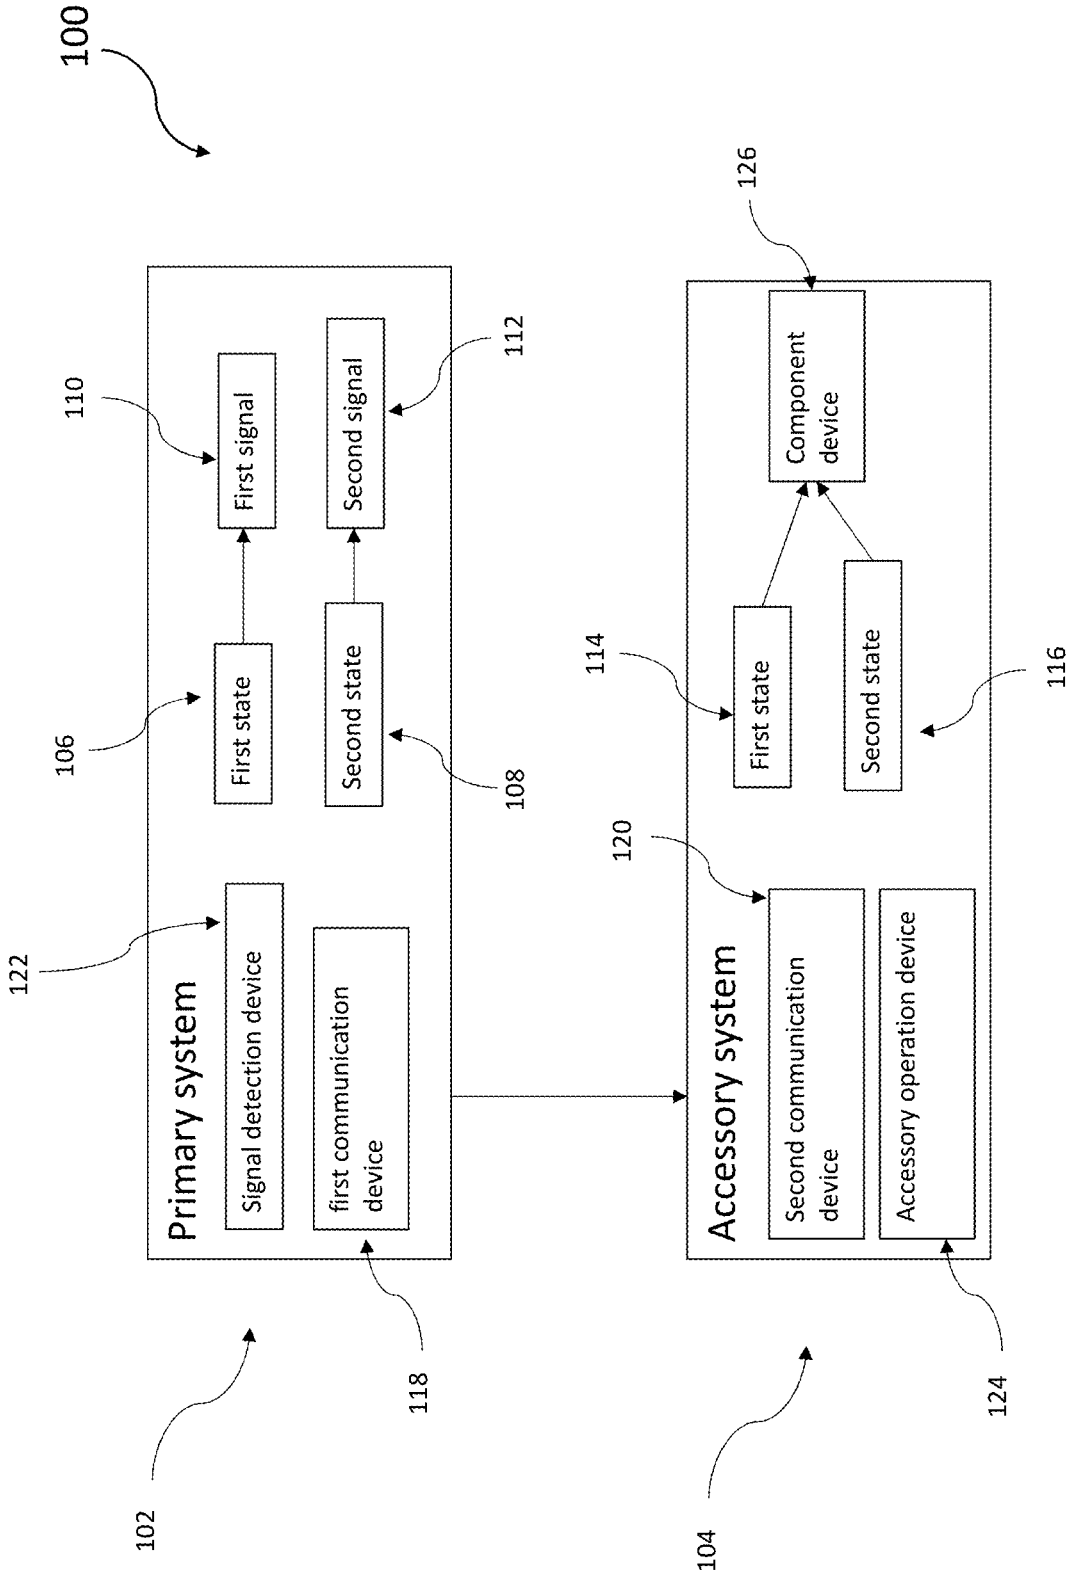 100
102
Primary system
122
Signal detection device
118
first communication
device
106
First state
110
First signal
108
Second state
112
Second signal
104
Accessory system
120
Second communication
device
124
Accessory operation device
114
First state
116
Second state
126
Component
device